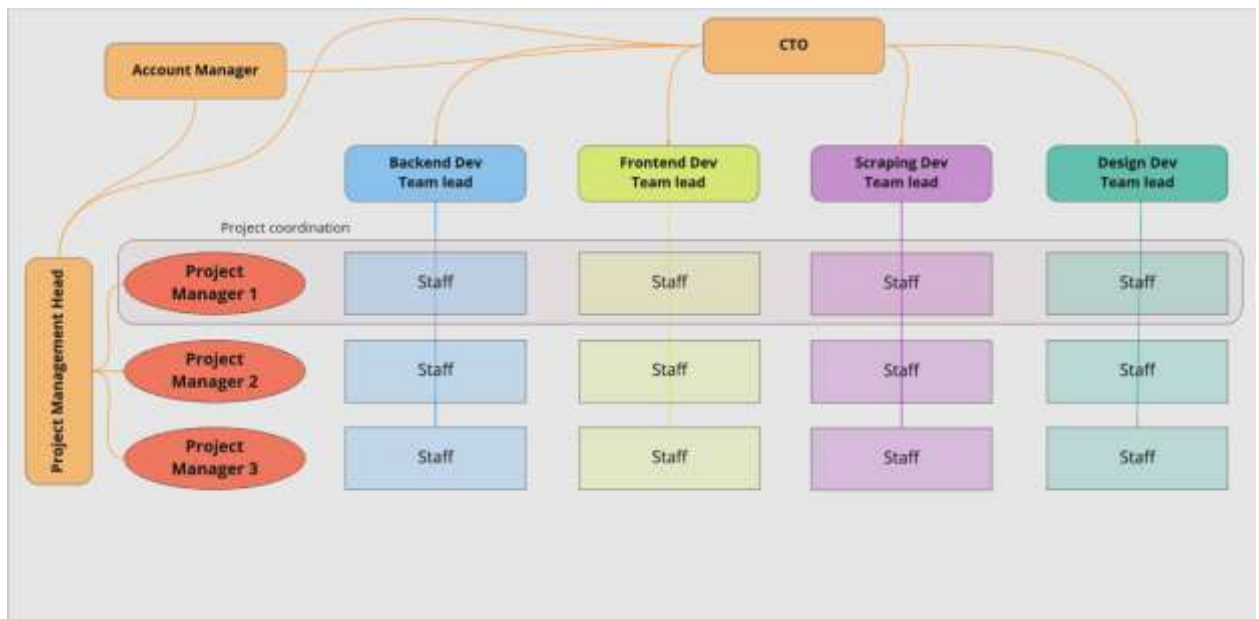 CTO
Account Manager
Backend Dev
Team lead
Frontend Dev
Team lead
Scraping Dev
Team lead
Design Dev
Team lead
Project coordination
Project Management Head
Project
Manager 1
Staff
Staff
Staff
Staff
Project
Manager 2
Staff
Staff
Staff
Staff
Project
Manager 3
Staff
Staff
Staff
Staff